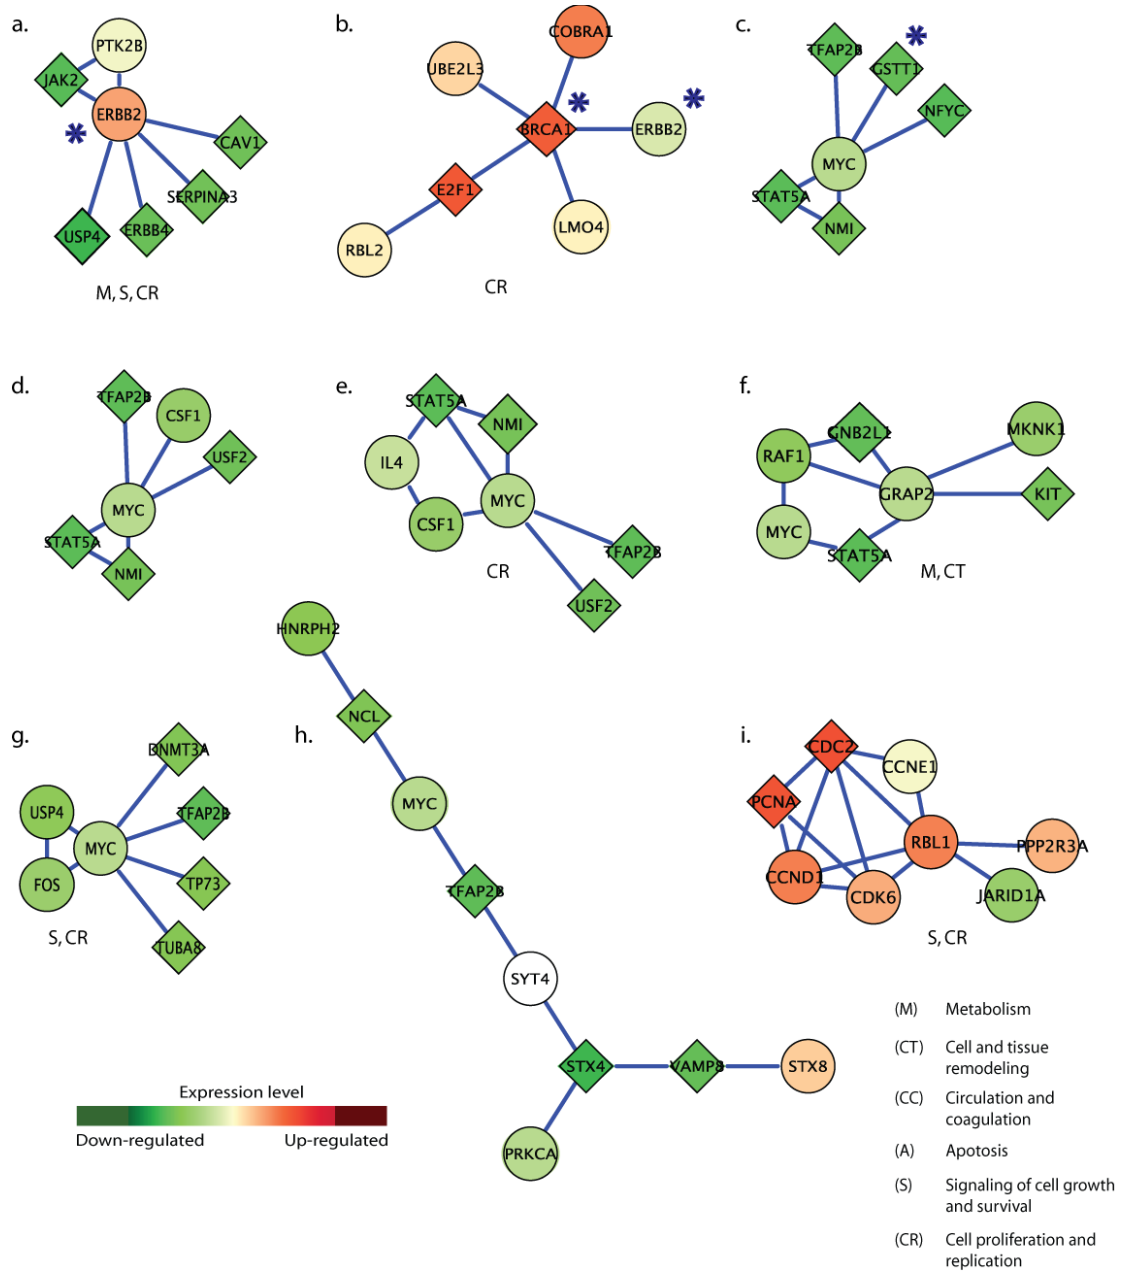 a.
PTK2B
JAK2
ERBB2
*
CAV1
SERPINA3
USP4
ERBB4
M, S, CR
b.
COBRA1
UBE2L3
*
*
BRCA1
ERBB2
E2F1
LMO4
RBL2
CR
c.
*
TFAP2B
GSTT1
NFYC
MYC
STAT5A
NMI
d.
TFAP2B
CSF1
USF2
MYC
STAT5A
NMI
e.
STAT5A
NMI
IL4
MYC
CSF1
TFAP2B
CR
USF2
f.
GNB2L1
MKNK1
RAF1
GRAP2
KIT
MYC
STAT5A
M, CT
g.
DNMT3A
USP4
TFAP2B
MYC
FOS
TP73
S, CR
TUBA8
h.
HNRPH2
NCL
MYC
TFAP2B
SYT4
STX4
VAMP8
STX8
PRKCA
i.
CDC2
CCNE1
PCNA
RBL1
PPP2R3A
CCND1
CDK6
JARID1A
S, CR
Expression level
Down-regulated
Up-regulated
(M) Metabolism
(CT) Cell and tissue
remodeling
(CC) Circulation and
coagulation
(A) Apotosis
(S) Signaling of cell growth
and survival
(CR) Cell proliferation and
replication